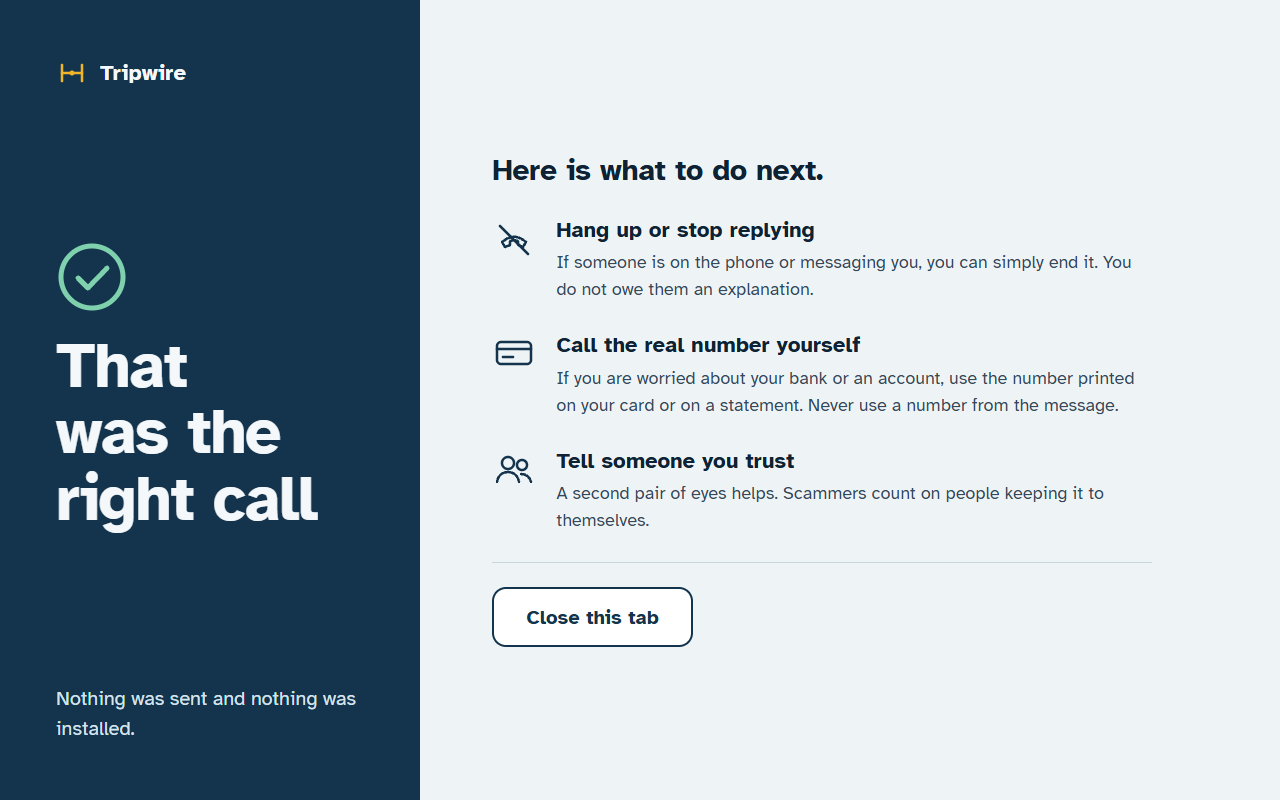 Tripwire
That
was the
right call
Nothing was sent and nothing was
installed.
Here is what to do next.
Hang up or stop replying
If someone is on the phone or messaging you, you can simply end it. You
do not owe them an explanation.
Call the real number yourself
If you are worried about your bank or an account, use the number printed
on your card or on a statement. Never use a number from the message.
Tell someone you trust
A second pair of eyes helps. Scammers count on people keeping it to
themselves.
Close this tab